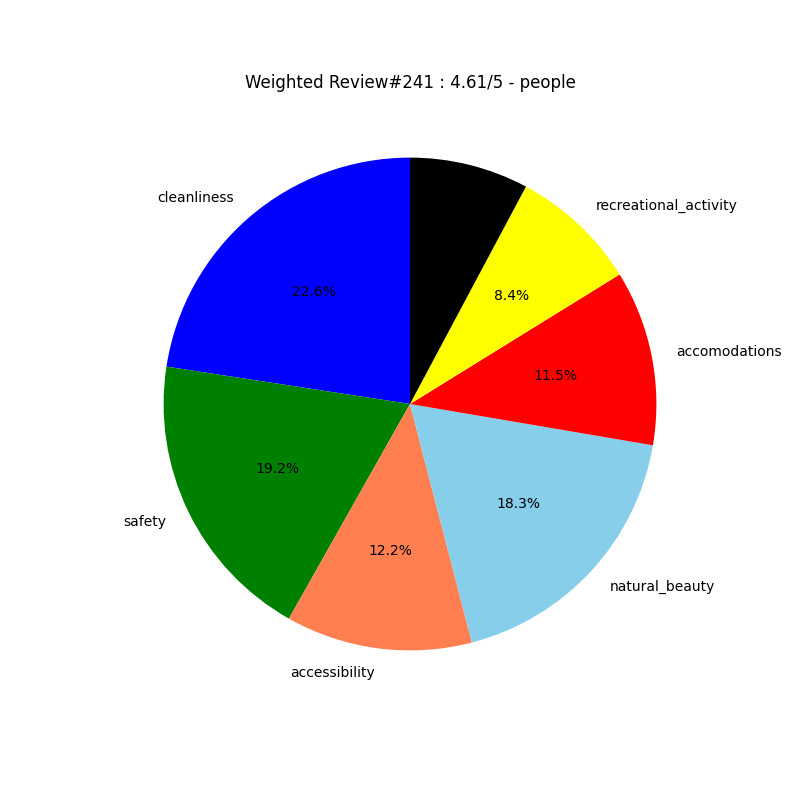 Weighted Review#241 : 4.61/5 - people
cleanliness
22.6%
safety
19.2%
accessibility
12.2%
natural_beauty
18.3%
accomodations
11.5%
recreational_activity
8.4%